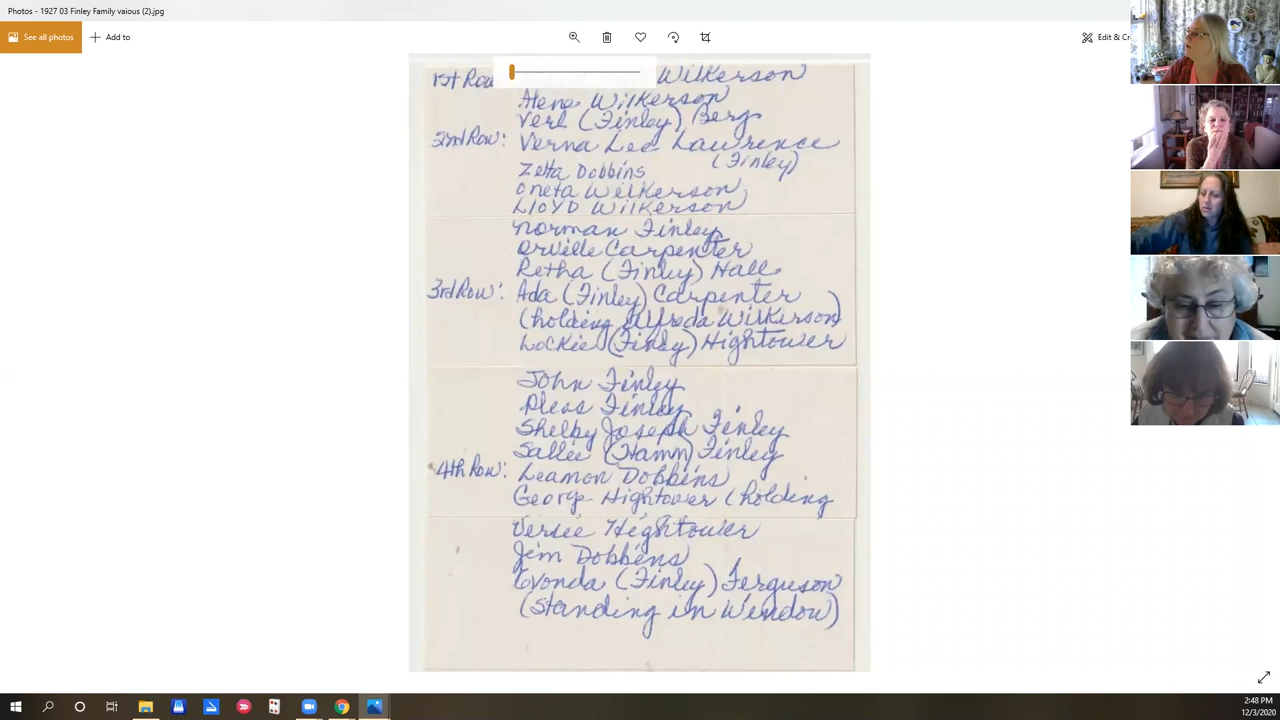 Photos - 1927 03 Finley Family vaious (2).jpg
See all photos
Add to
Edit & Cr
1st Row Wilkerson
Alene Wilkerson
Verl (Finley) Berg
2nd Row: Verna Lee Lawrence
(Finley)
Zetta Dobbins
Oneta Wilkerson
LLOYD Wilkerson
Norman Finley
Orville Carpenter
Retha (Finley) Hall
3rd Row: Ada (Finley) Carpenter
(holding Alfreda Wilkerson)
Lockie (Finley) Hightower
John Finley
Pleas Finley
Shelby Joseph Finley
Sallie (Hamm) Finley
4th Row: Leamon Dobbins
George Hightower (holding
Versie Hightower
Jim Dobbens
Evonda (Finley) Ferguson
(standing in Window)
2:48 PM
12/3/2020